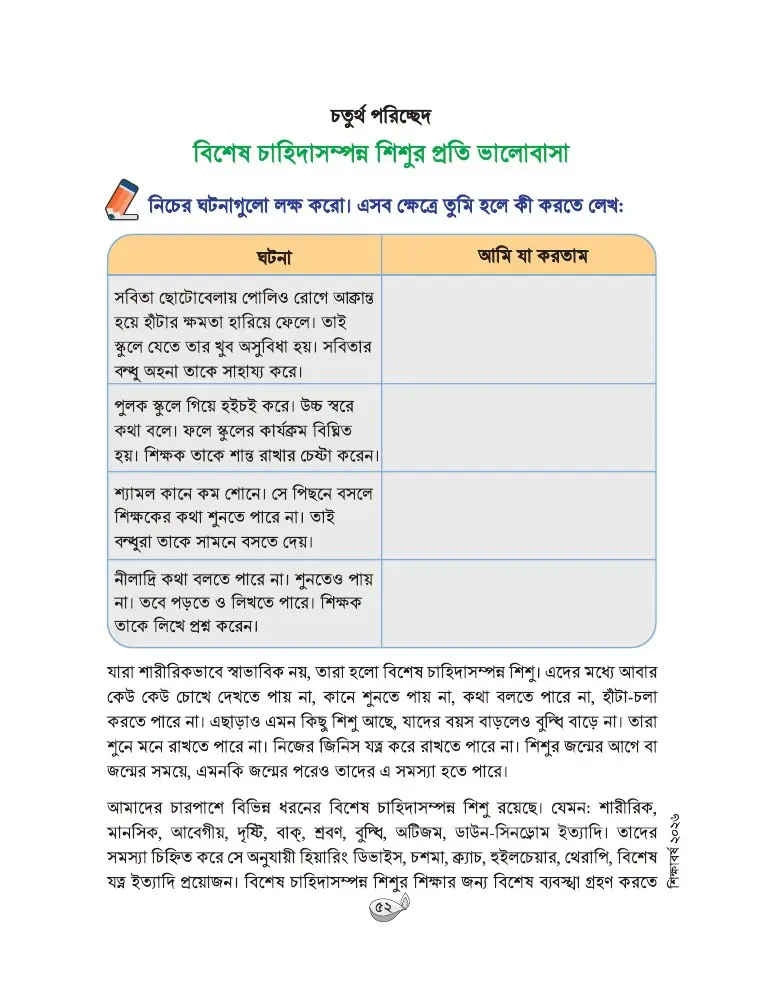 চতুর্থ পরিচ্ছেদ
বিশেষ চাহিদাসম্পন্ন শিশুর প্রতি ভালোবাসা
নিচের ঘটনাগুলো লক্ষ করো। এসব ক্ষেত্রে তুমি হলে কী করতে লেখ:
ঘটনা
আমি যা করতাম
সবিতা ছোটোবেলায় পোলিও রোগে আক্রান্ত
হয়ে হাঁটার ক্ষমতা হারিয়ে ফেলে। তাই
স্কুলে যেতে তার খুব অসুবিধা হয়। সবিতার
বন্ধু অহনা তাকে সাহায্য করে।
পুলক স্কুলে গিয়ে হইচই করে। উচ্চ স্বরে
কথা বলে। ফলে স্কুলের কার্যক্রম বিঘ্নিত
হয়। শিক্ষক তাকে শান্ত রাখার চেষ্টা করেন।
শ্যামল কানে কম শোনে। সে পিছনে বসলে
শিক্ষকের কথা শুনতে পারে না। তাই
বন্ধুরা তাকে সামনে বসতে দেয়।
নীলাদ্রি কথা বলতে পারে না। শুনতেও পায়
না। তবে পড়তে ও লিখতে পারে। শিক্ষক
তাকে লিখে প্রশ্ন করেন।
যারা শারীরিকভাবে স্বাভাবিক নয়, তারা হলো বিশেষ চাহিদাসম্পন্ন শিশু। এদের মধ্যে আবার
কেউ কেউ চোখে দেখতে পায় না, কানে শুনতে পায় না, কথা বলতে পারে না, হাঁটা-চলা
করতে পারে না। এছাড়াও এমন কিছু শিশু আছে, যাদের বয়স বাড়লেও বুদ্ধি বাড়ে না। তারা
শুনে মনে রাখতে পারে না। নিজের জিনিস যত্ন করে রাখতে পারে না। শিশুর জন্মের আগে বা
জন্মের সময়ে, এমনকি জন্মের পরেও তাদের এ সমস্যা হতে পারে।
আমাদের চারপাশে বিভিন্ন ধরনের বিশেষ চাহিদাসম্পন্ন শিশু রয়েছে। যেমন: শারীরিক,
মানসিক, আবেগীয়, দৃষ্টি, বাক্, শ্রবণ, বুদ্ধি, অটিজম, ডাউন-সিনড্রোম ইত্যাদি। তাদের
সমস্যা চিহ্নিত করে সে অনুযায়ী হিয়ারিং ডিভাইস, চশমা, ক্র্যাচ, হুইলচেয়ার, থেরাপি, বিশেষ
যত্ন ইত্যাদি প্রয়োজন। বিশেষ চাহিদাসম্পন্ন শিশুর শিক্ষার জন্য বিশেষ ব্যবস্থা গ্রহণ করতে
শিক্ষাবর্ষ ২০২৬
৫২